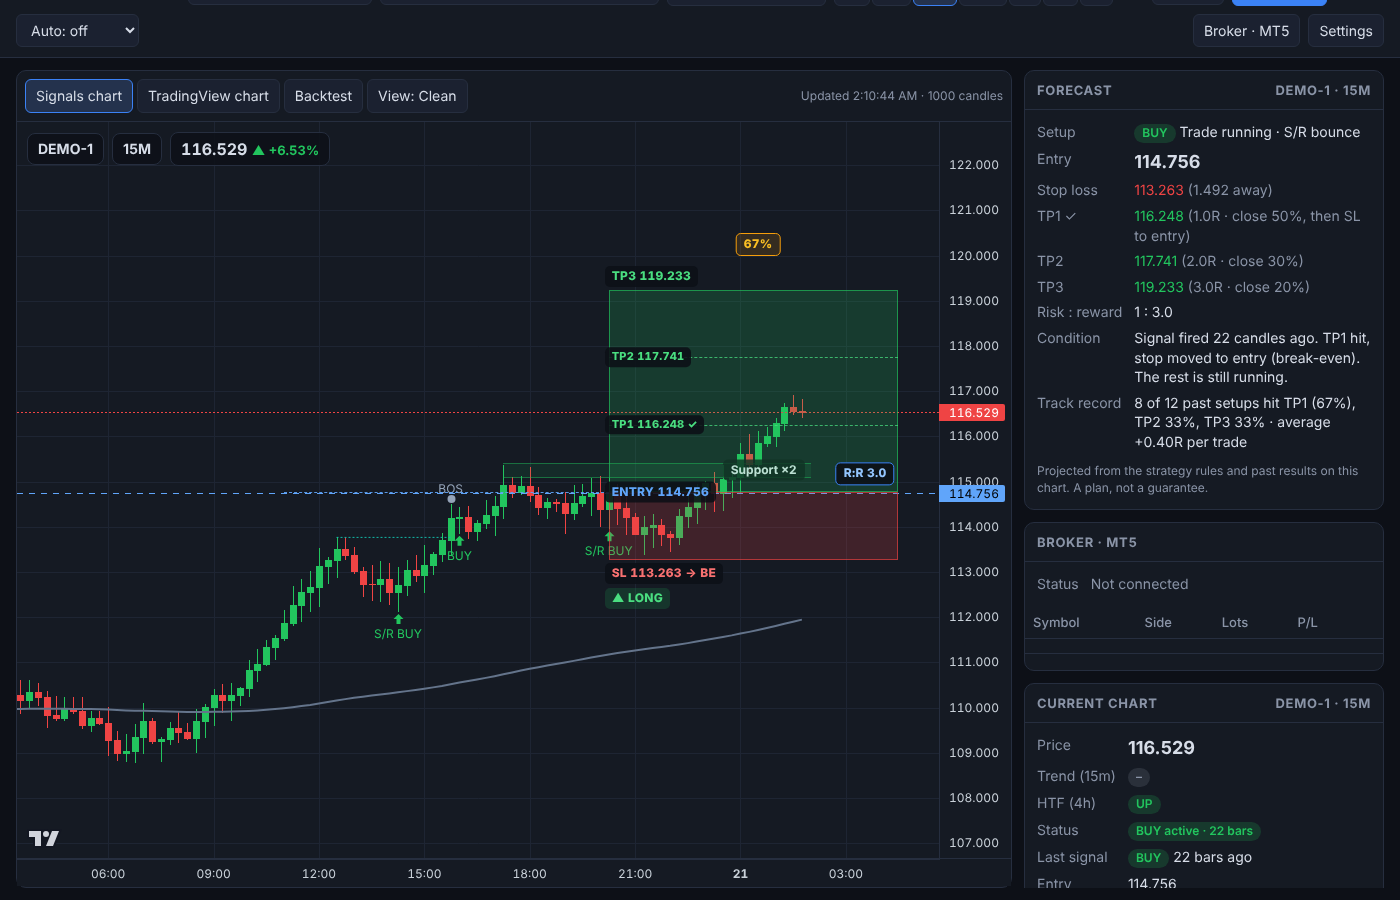 Auto: off
Broker · MT5
Settings
Signals chart
TradingView chart
Backtest
View: Clean
Updated 2:10:44 AM · 1000 candles
DEMO-1
15M
116.529 ▲ +6.53%
122.000
121.000
120.000
119.000
118.000
117.000
116.529
116.000
115.000
114.756
114.000
113.000
112.000
111.000
110.000
109.000
108.000
107.000
67%
TP3 119.233
TP2 117.741
TP1 116.248 ✓
Support ×2
R:R 3.0
BOS
ENTRY 114.756
BUY
S/R BUY
SL 113.263 → BE
▲ LONG
S/R BUY
06:00
09:00
12:00
15:00
18:00
21:00
21
03:00
FORECAST
DEMO-1 · 15M
Setup
BUY Trade running · S/R bounce
Entry
114.756
Stop loss
113.263 (1.492 away)
TP1 ✓
116.248 (1.0R · close 50%, then SL
to entry)
TP2
117.741 (2.0R · close 30%)
TP3
119.233 (3.0R · close 20%)
Risk : reward
1 : 3.0
Condition
Signal fired 22 candles ago. TP1 hit,
stop moved to entry (break-even).
The rest is still running.
Track record
8 of 12 past setups hit TP1 (67%),
TP2 33%, TP3 33% · average
+0.40R per trade
Projected from the strategy rules and past results on this
chart. A plan, not a guarantee.
BROKER · MT5
Status
Not connected
Symbol
Side
Lots
P/L
CURRENT CHART
DEMO-1 · 15M
Price
116.529
Trend (15m)
–
HTF (4h)
UP
Status
BUY active · 22 bars
Last signal
BUY 22 bars ago
Entry
114.756